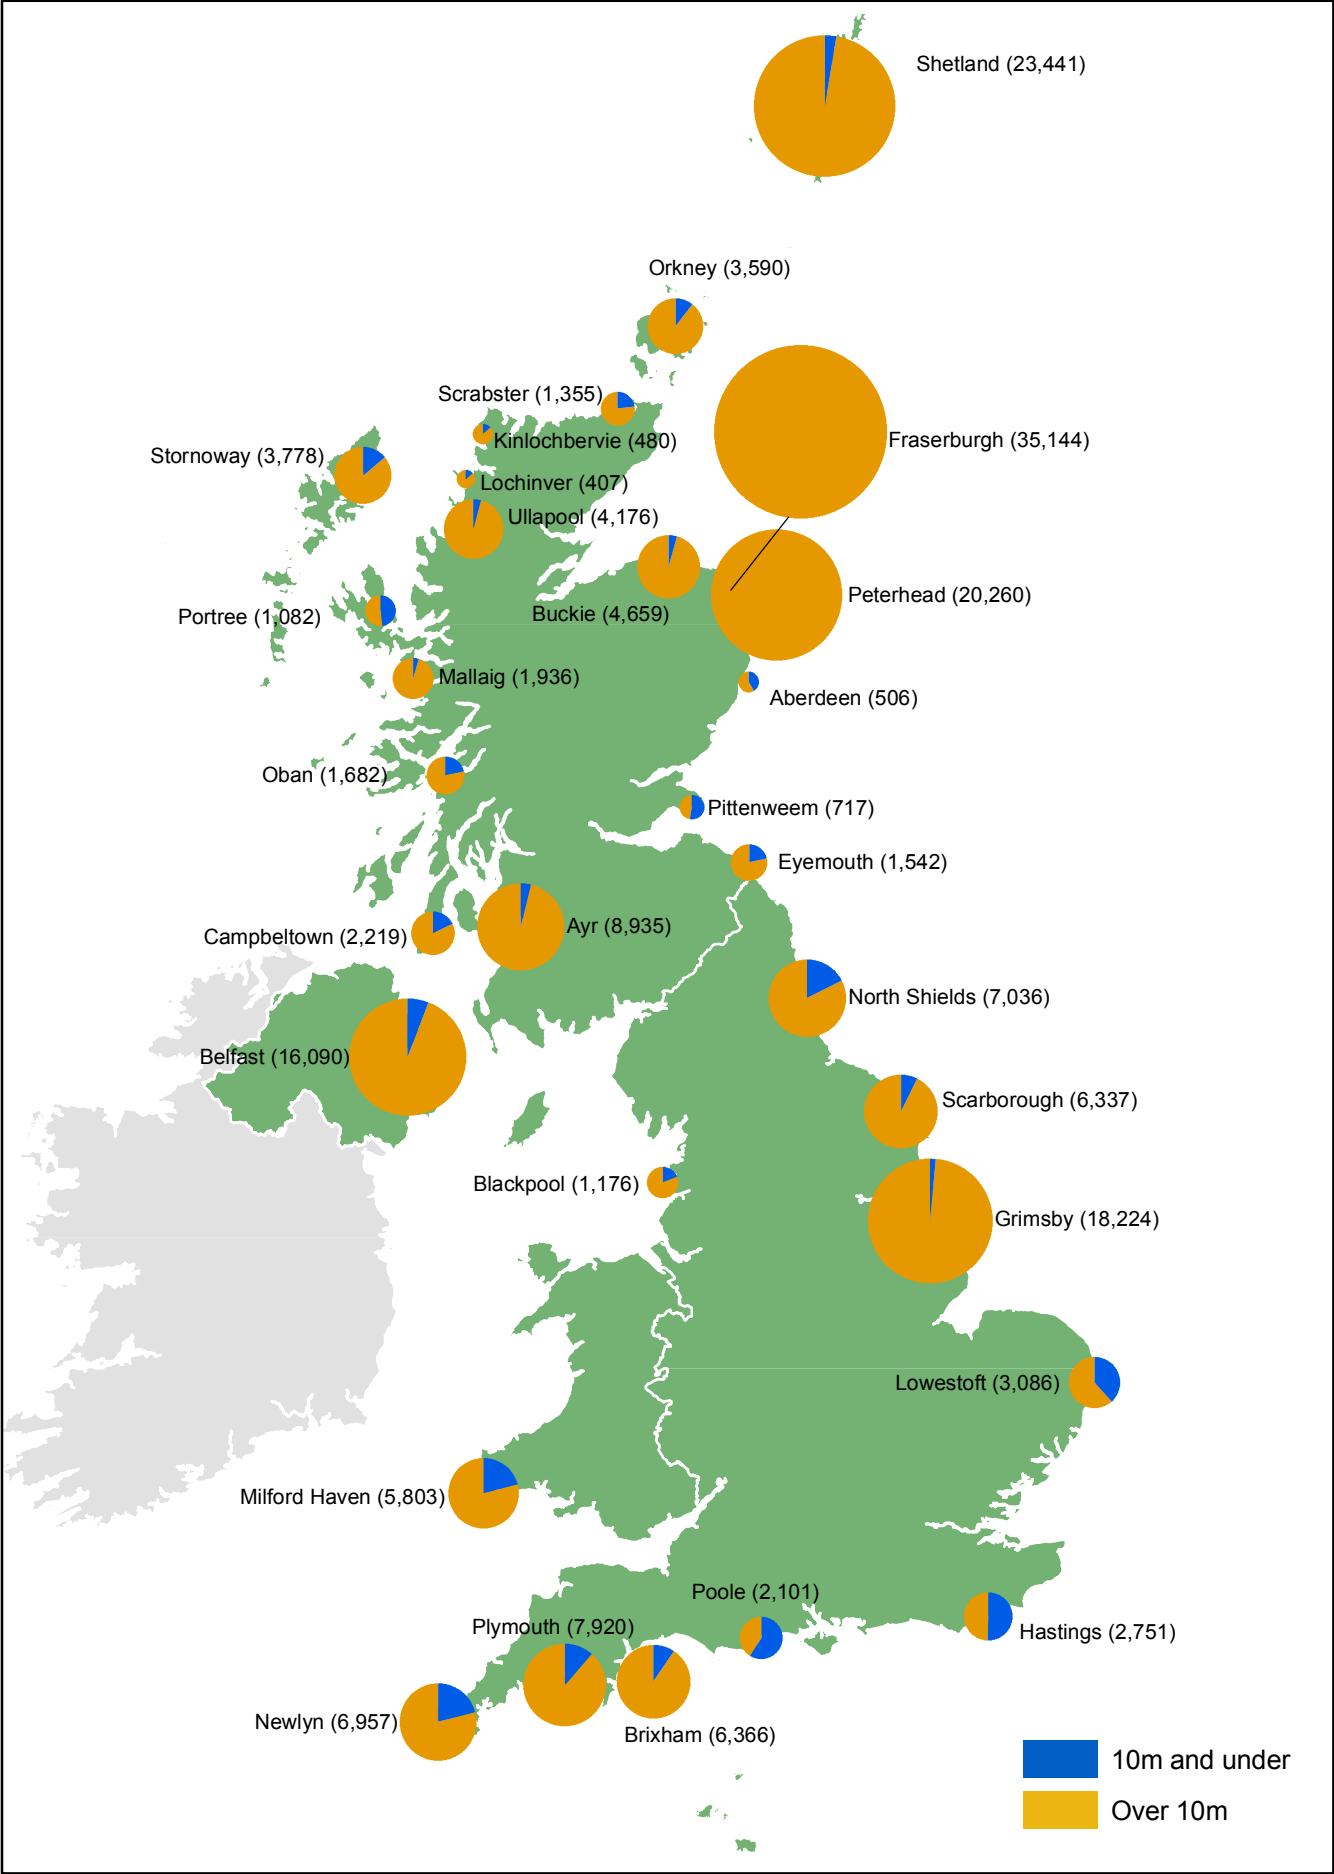 Shetland (23,441)
Orkney (3,590)
Scrabster (1,355)
Kinlochbervie (480)
Fraserburgh (35,144)
Stornoway (3,778)
Lochinver (407)
Ullapool (4,176)
Peterhead (20,260)
Buckie (4,659)
Portree (1,082)
Mallaig (1,936)
Aberdeen (506)
Oban (1,682)
Pittenweem (717)
Eyemouth (1,542)
Ayr (8,935)
Campbeltown (2,219)
North Shields (7,036)
Belfast (16,090)
Scarborough (6,337)
Blackpool (1,176)
Grimsby (18,224)
Lowestoft (3,086)
Milford Haven (5,803)
Poole (2,101)
Plymouth (7,920)
Hastings (2,751)
Newlyn (6,957)
Brixham (6,366)
10m and under
Over 10m